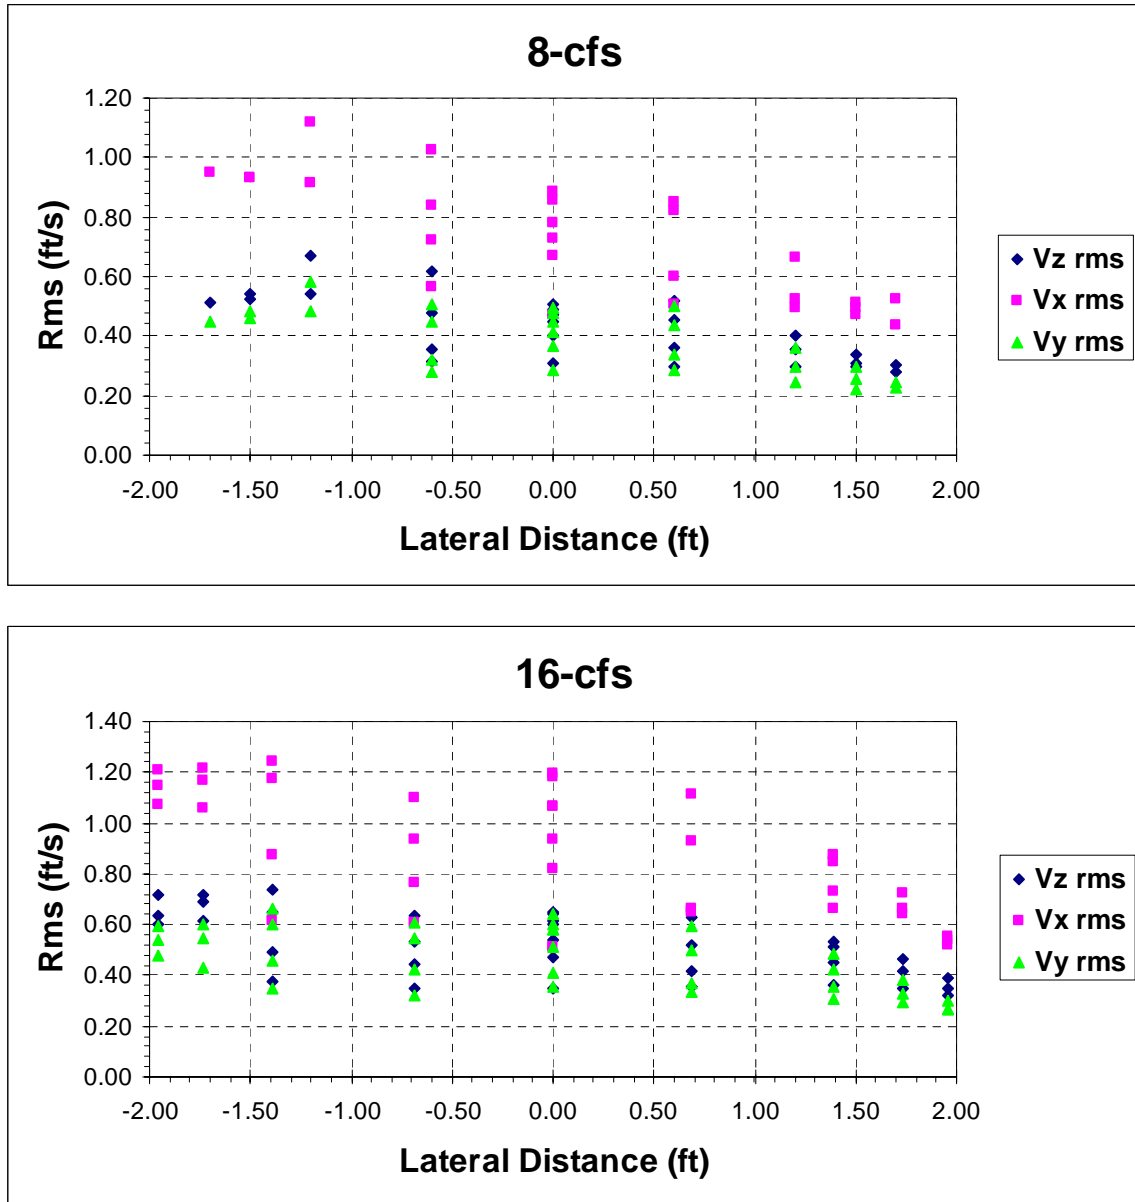 8-cfs
1.20
1.00
0.80
0.60
0.40
0.20
0.00
Rms (ft/s)
-2.00 -1.50 -1.00 -0.50 0.00 0.50 1.00 1.50 2.00
Lateral Distance (ft)
Vz rms
Vx rms
Vy rms
16-cfs
1.40
1.20
1.00
0.80
0.60
0.40
0.20
0.00
Rms (ft/s)
-2.00 -1.50 -1.00 -0.50 0.00 0.50 1.00 1.50 2.00
Lateral Distance (ft)
Vz rms
Vx rms
Vy rms